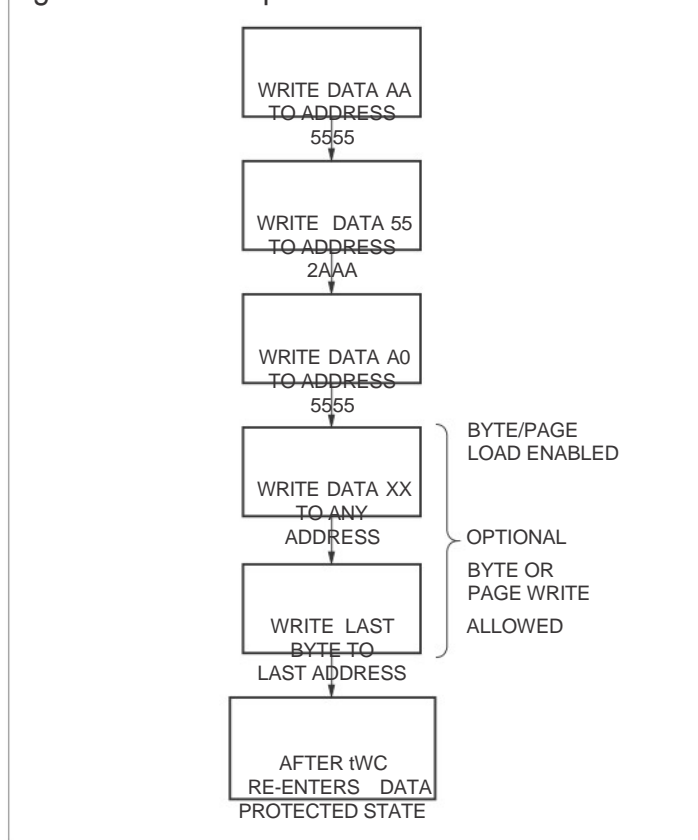 WRITE DATA AA
TO ADDRESS
5555
WRITE DATA 55
TO ADDRESS
2AAA
WRITE DATA A0
TO ADDRESS
5555
BYTE/PAGE
LOAD ENABLED
WRITE DATA XX
TO ANY
ADDRESS
OPTIONAL
BYTE OR
PAGE WRITE
ALLOWED
WRITE LAST
BYTE TO
LAST ADDRESS
AFTER tWC
RE-ENTERS DATA
PROTECTED STATE